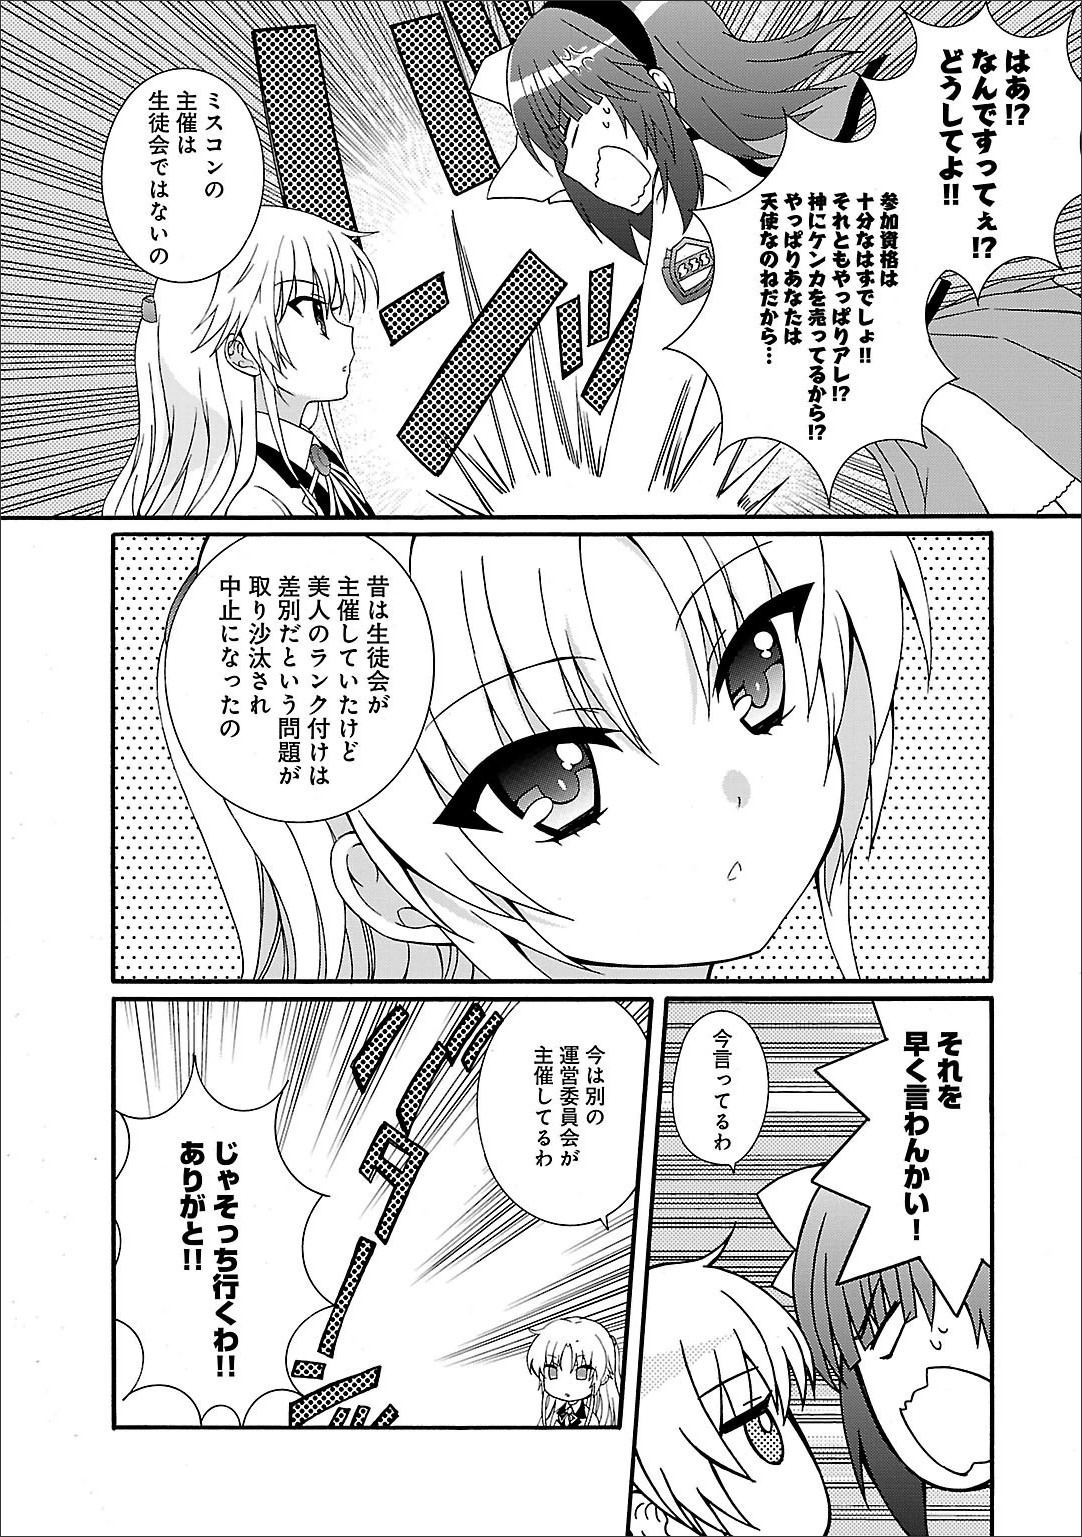 はあ!?
なんですってぇ!?
どうしてよ!!
参加資格は
十分なはずでしょ!!
それともやっぱりアレ!?
神にケンカを売ってるから!?
やっぱりあなたは
天使なのねだから…
ミスコンの
主催は
生徒会ではないの
昔は生徒会が
主催していたけど
美人のランク付けは
差別だという問題が
取り沙汰され
中止になったの
それを
早く言わんかい!
今言ってるわ
今は別の
運営委員会が
主催してるわ
じゃそっち行くわ!!
ありがと!!